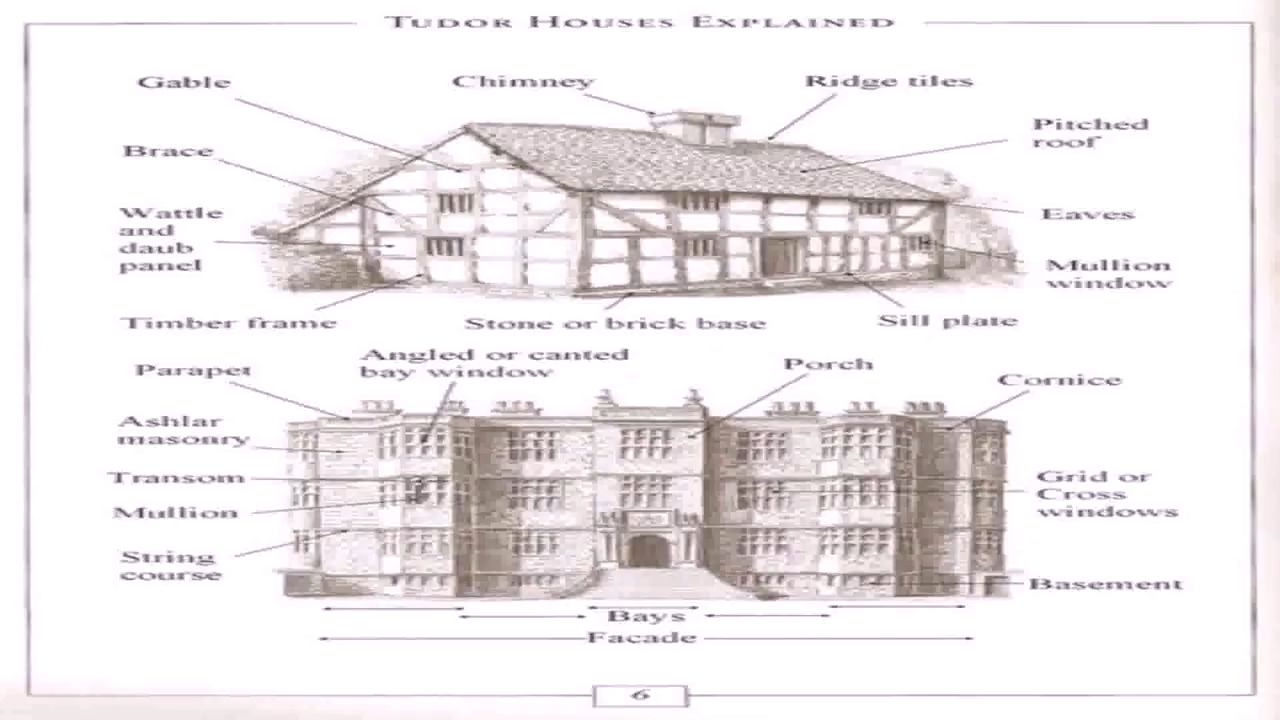 TUDOR HOUSES EXPLAINED
Gable
Chimney
Ridge tiles
Pitched
roof
Brace
Wattle
and
daub
panel
Eaves
Mullion
window
Timber frame
Stone or brick base
Sill plate
Parapet
Angled or canted
bay window
Porch
Cornice
Ashlar
masonry
Transom
Mullion
Grid or
Cross
windows
String
course
Basement
Bays
Facade
6